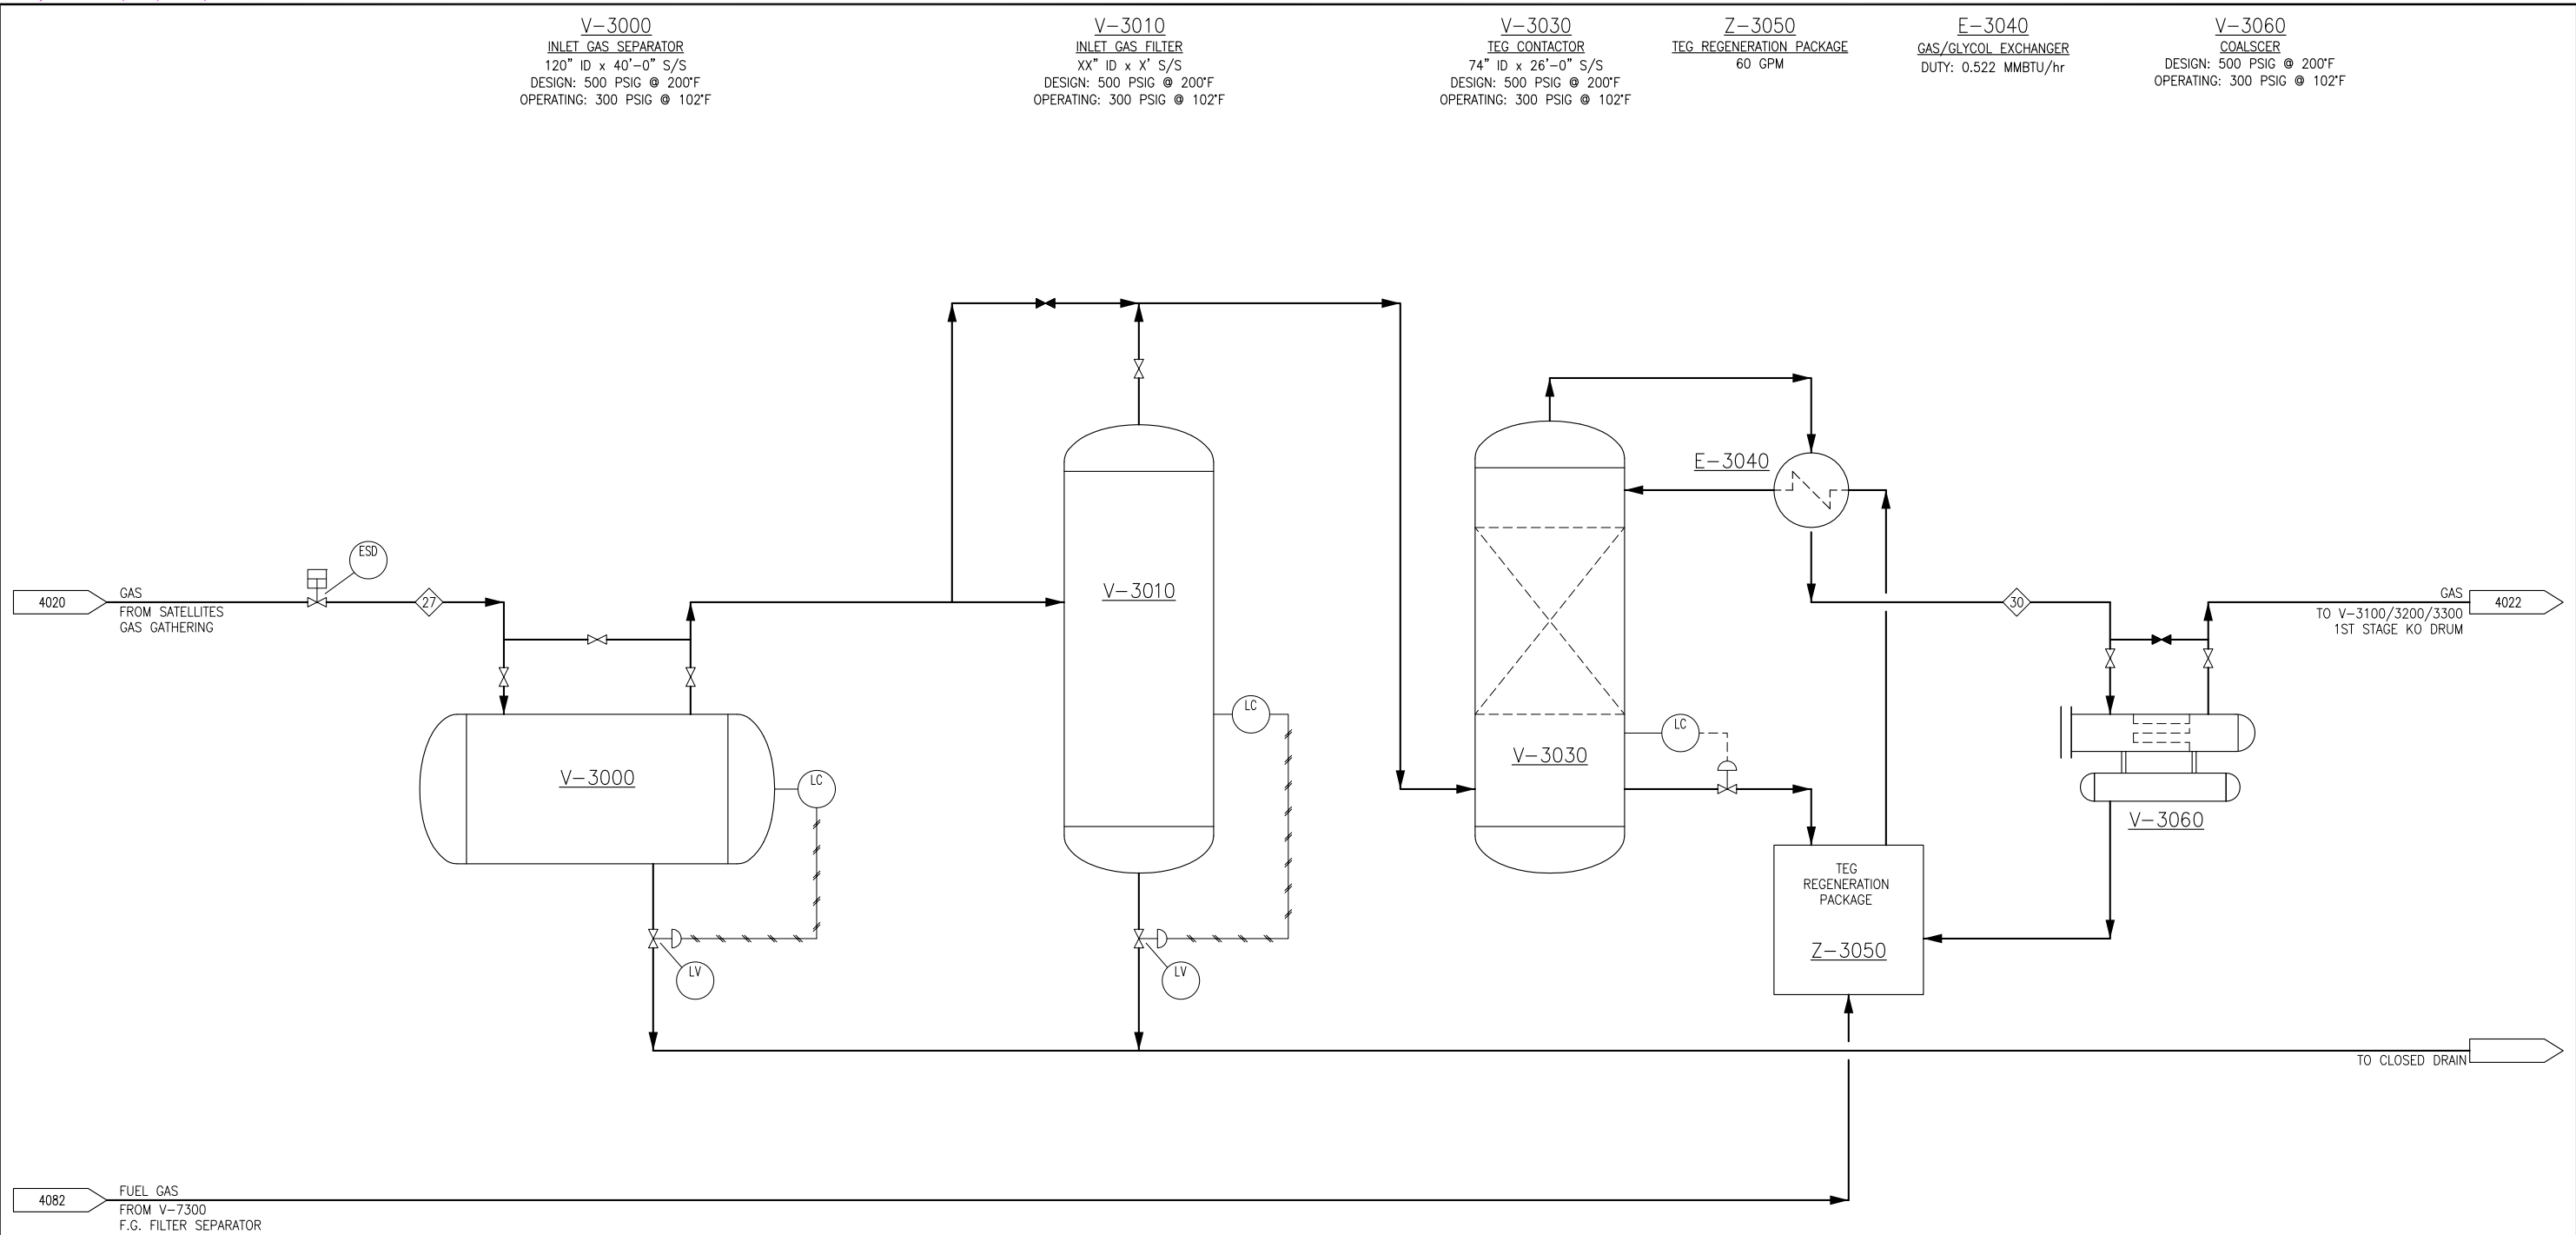 V-3000
INLET GAS SEPARATOR
120" ID x 40'-0" S/S
DESIGN: 500 PSIG @ 200°F
OPERATING: 300 PSIG @ 102°F
V-3010
INLET GAS FILTER
XX" ID x X' S/S
DESIGN: 500 PSIG @ 200°F
OPERATING: 300 PSIG @ 102°F
V-3030
TEG CONTACTOR
74" ID x 26'-0" S/S
DESIGN: 500 PSIG @ 200°F
OPERATING: 300 PSIG @ 102°F
Z-3050
TEG REGENERATION PACKAGE
60 GPM
E-3040
GAS/GLYCOL EXCHANGER
DUTY: 0.522 MMBTU/hr
V-3060
COALSCER
DESIGN: 500 PSIG @ 200°F
OPERATING: 300 PSIG @ 102°F
E-3040
ESD
4020
GAS
FROM SATELLITES
GAS GATHERING
27
V-3010
30
GAS
TO V-3100/3200/3300
1ST STAGE KO DRUM
4022
LC
LC
V-3030
V-3000
LC
V-3060
TEG
REGENERATION
PACKAGE
Z-3050
LV
LV
TO CLOSED DRAIN
4082
FUEL GAS
FROM V-7300
F.G. FILTER SEPARATOR